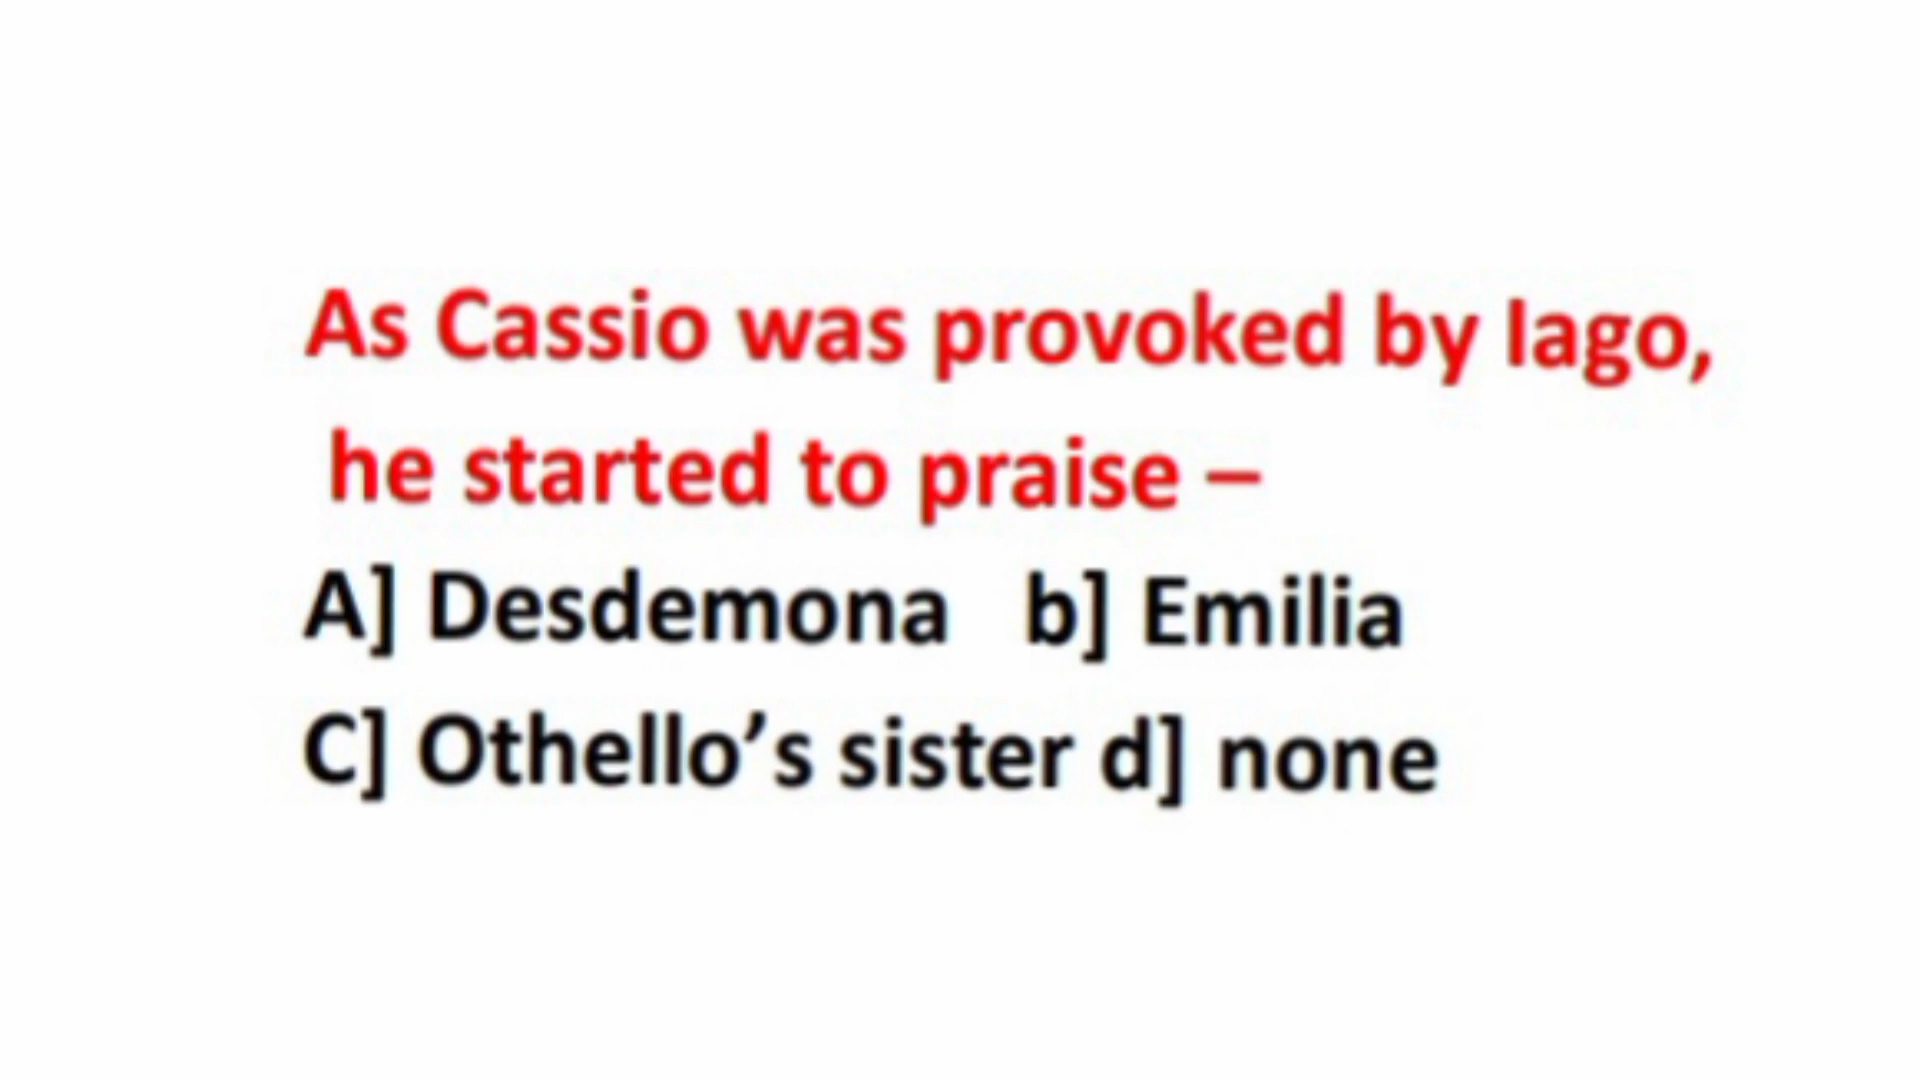 As Cassio was provoked by Iago,
he started to praise –
A] Desdemona b] Emilia
C] Othello’s sister d] none